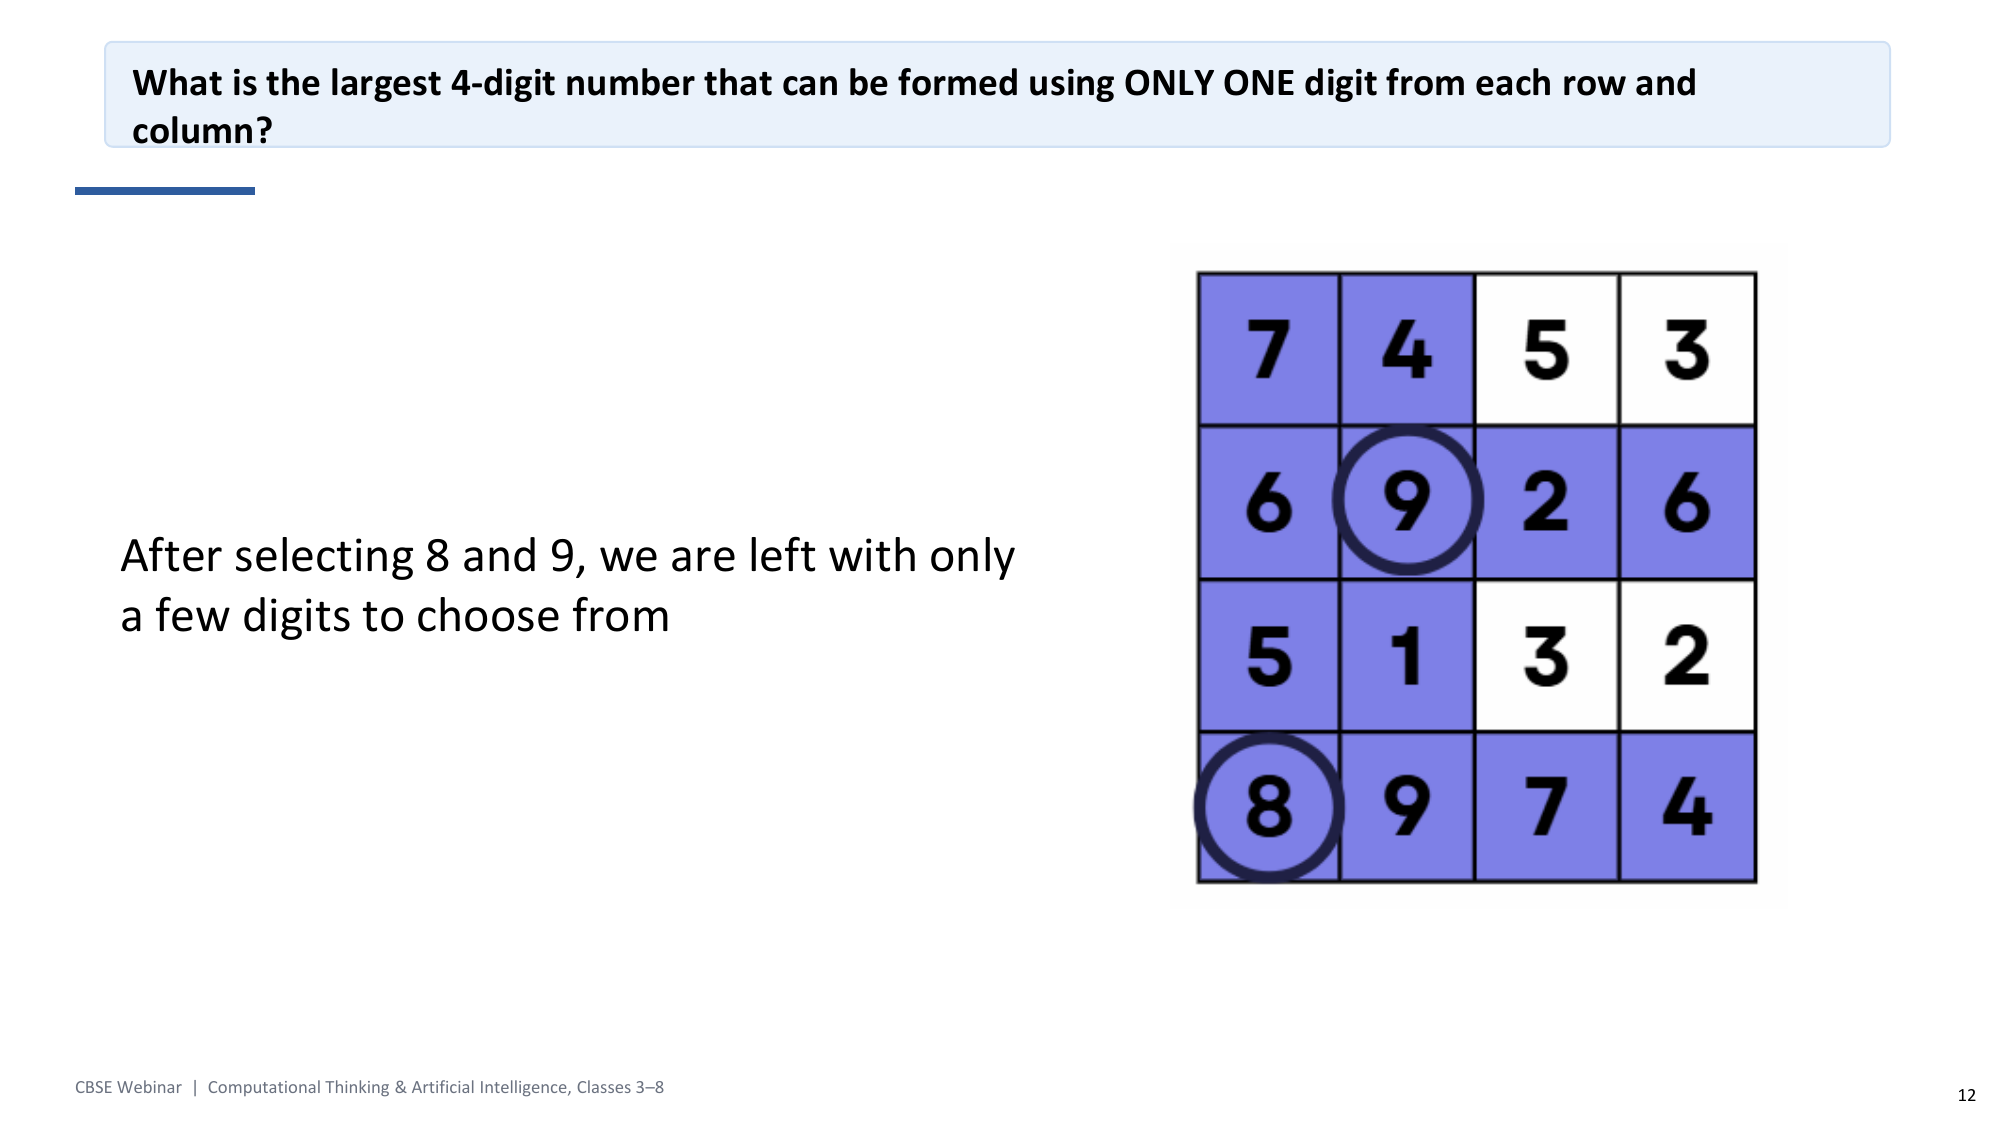 What is the largest 4-digit number that can be formed using ONLY ONE digit from each row and
column?
After selecting 8 and 9, we are left with only
a few digits to choose from
7 4 5 3
6 9 2 6
5 1 3 2
8 9 7 4
CBSE Webinar | Computational Thinking & Artificial Intelligence, Classes 3–8
12